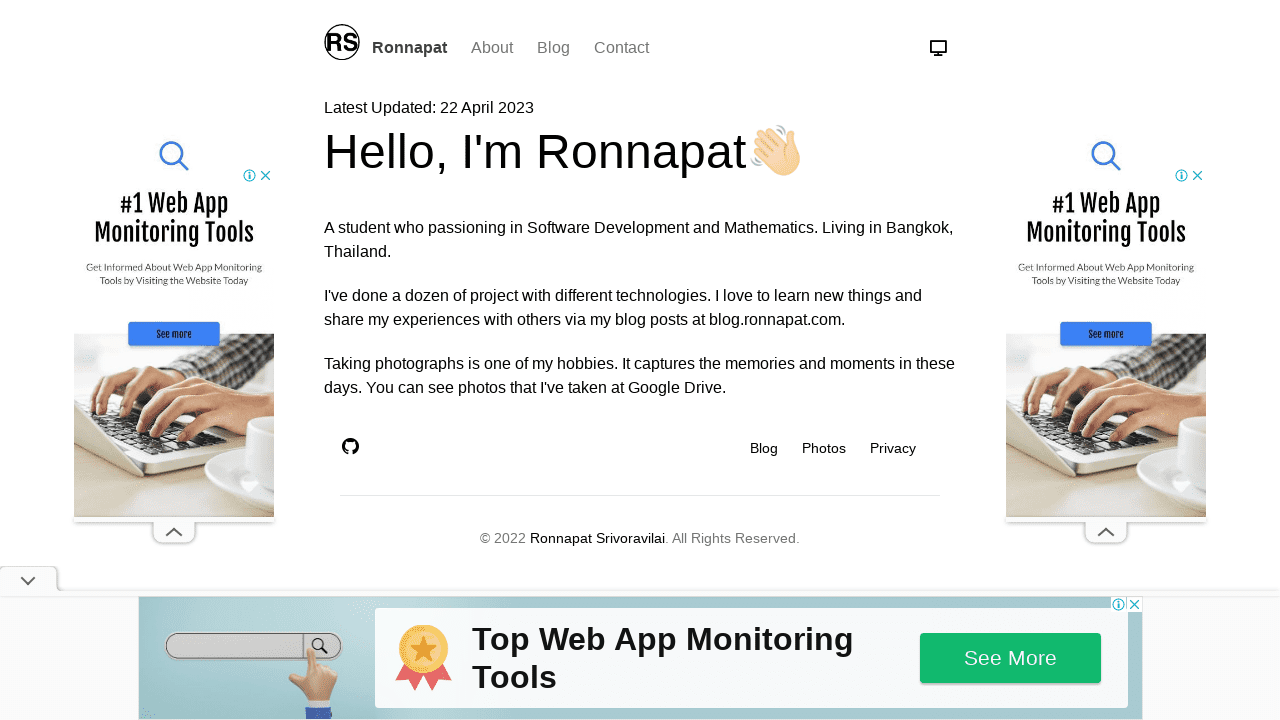 RS
Ronnapat
About
Blog
Contact
Latest Updated: 22 April 2023
Hello, I'm Ronnapat
A student who passioning in Software Development and Mathematics. Living in Bangkok,
Thailand.
I've done a dozen of project with different technologies. I love to learn new things and
share my experiences with others via my blog posts at blog.ronnapat.com.
Taking photographs is one of my hobbies. It captures the memories and moments in these
days. You can see photos that I've taken at Google Drive.
Blog
Photos
Privacy
© 2022 Ronnapat Srivoravilai. All Rights Reserved.
#1 Web App
Monitoring Tools
Get Informed About Web App Monitoring
Tools by Visiting the Website Today
See more
#1 Web App
Monitoring Tools
Get Informed About Web App Monitoring
Tools by Visiting the Website Today
See more
Top Web App Monitoring
Tools
See More